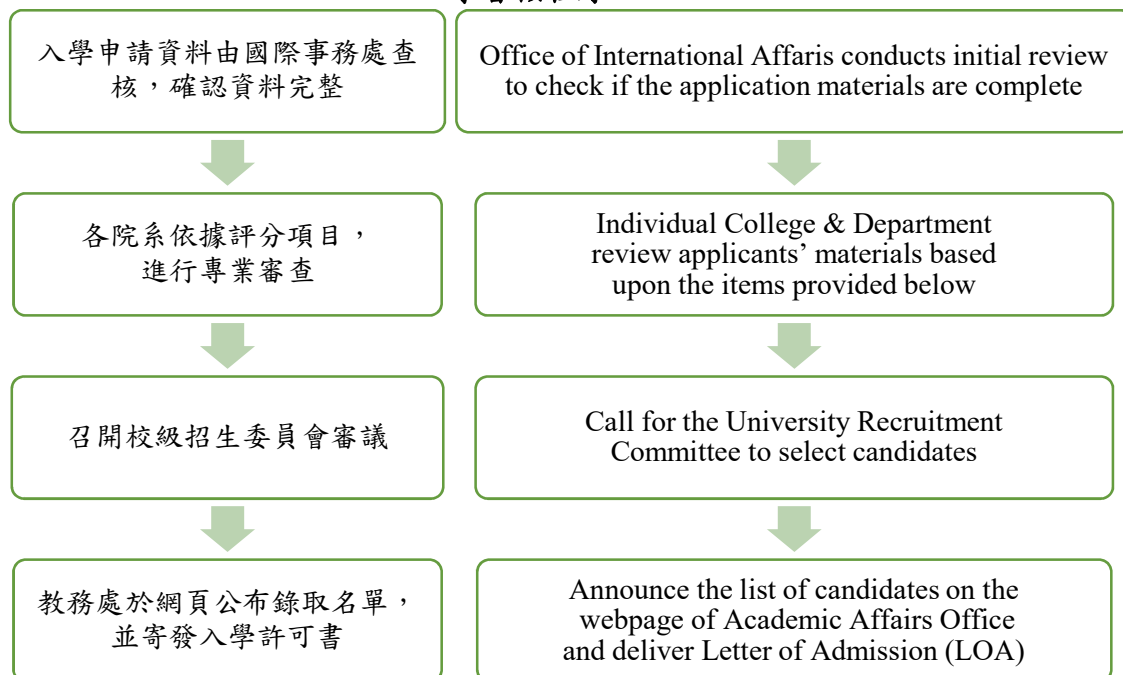 入學申請資料由國際事務處查
核，確認資料完整
Office of International Affaris conducts initial review
to check if the application materials are complete
各院系依據評分項目，
進行專業審查
Individual College & Department
review applicants’ materials based
upon the items provided below
召開校級招生委員會審議
Call for the University Recruitment
Committee to select candidates
教務處於網頁公布錄取名單，
並寄發入學許可書
Announce the list of candidates on the
webpage of Academic Affairs Office
and deliver Letter of Admission (LOA)